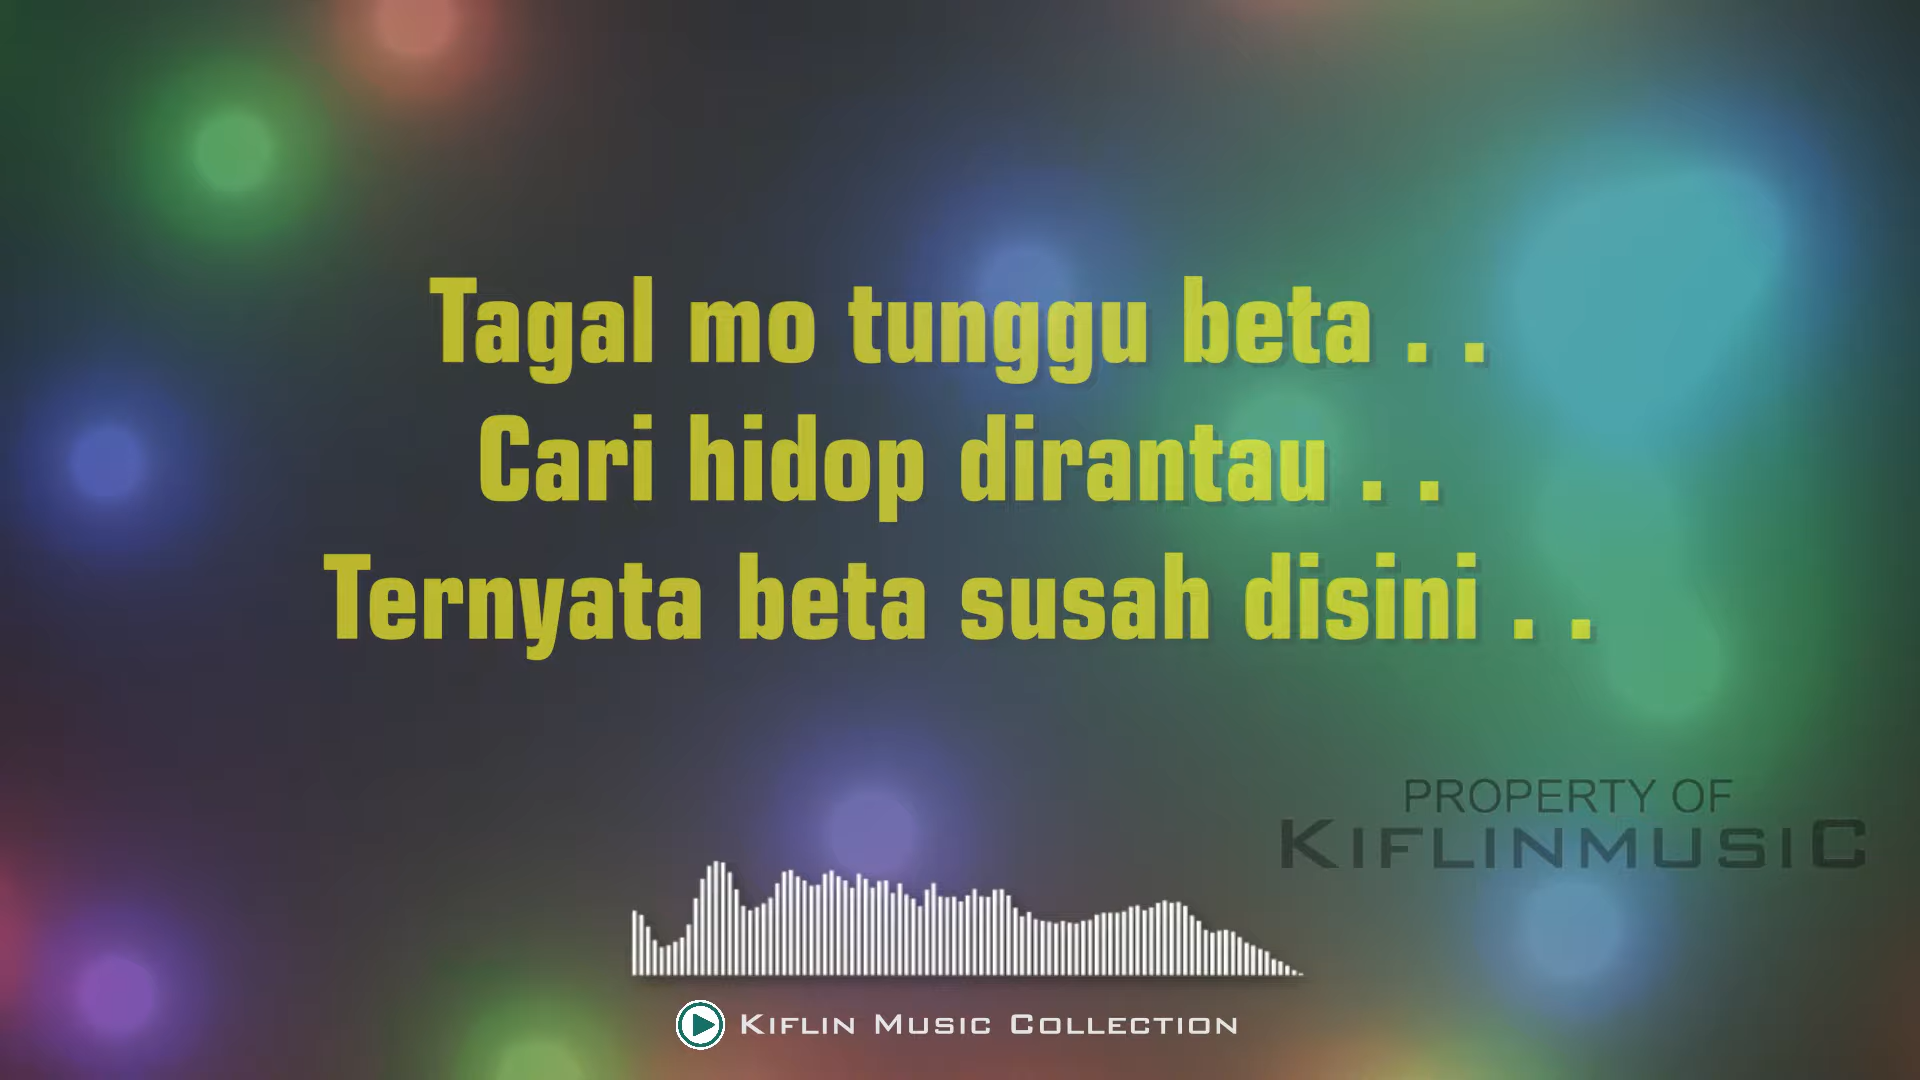 Tagal mo tunggu beta . .
Cari hidop dirantau . .
Ternyata beta susah disini . .
PROPERTY OF
KIFLINMUSIC
KIFLIN MUSIC COLLECTION